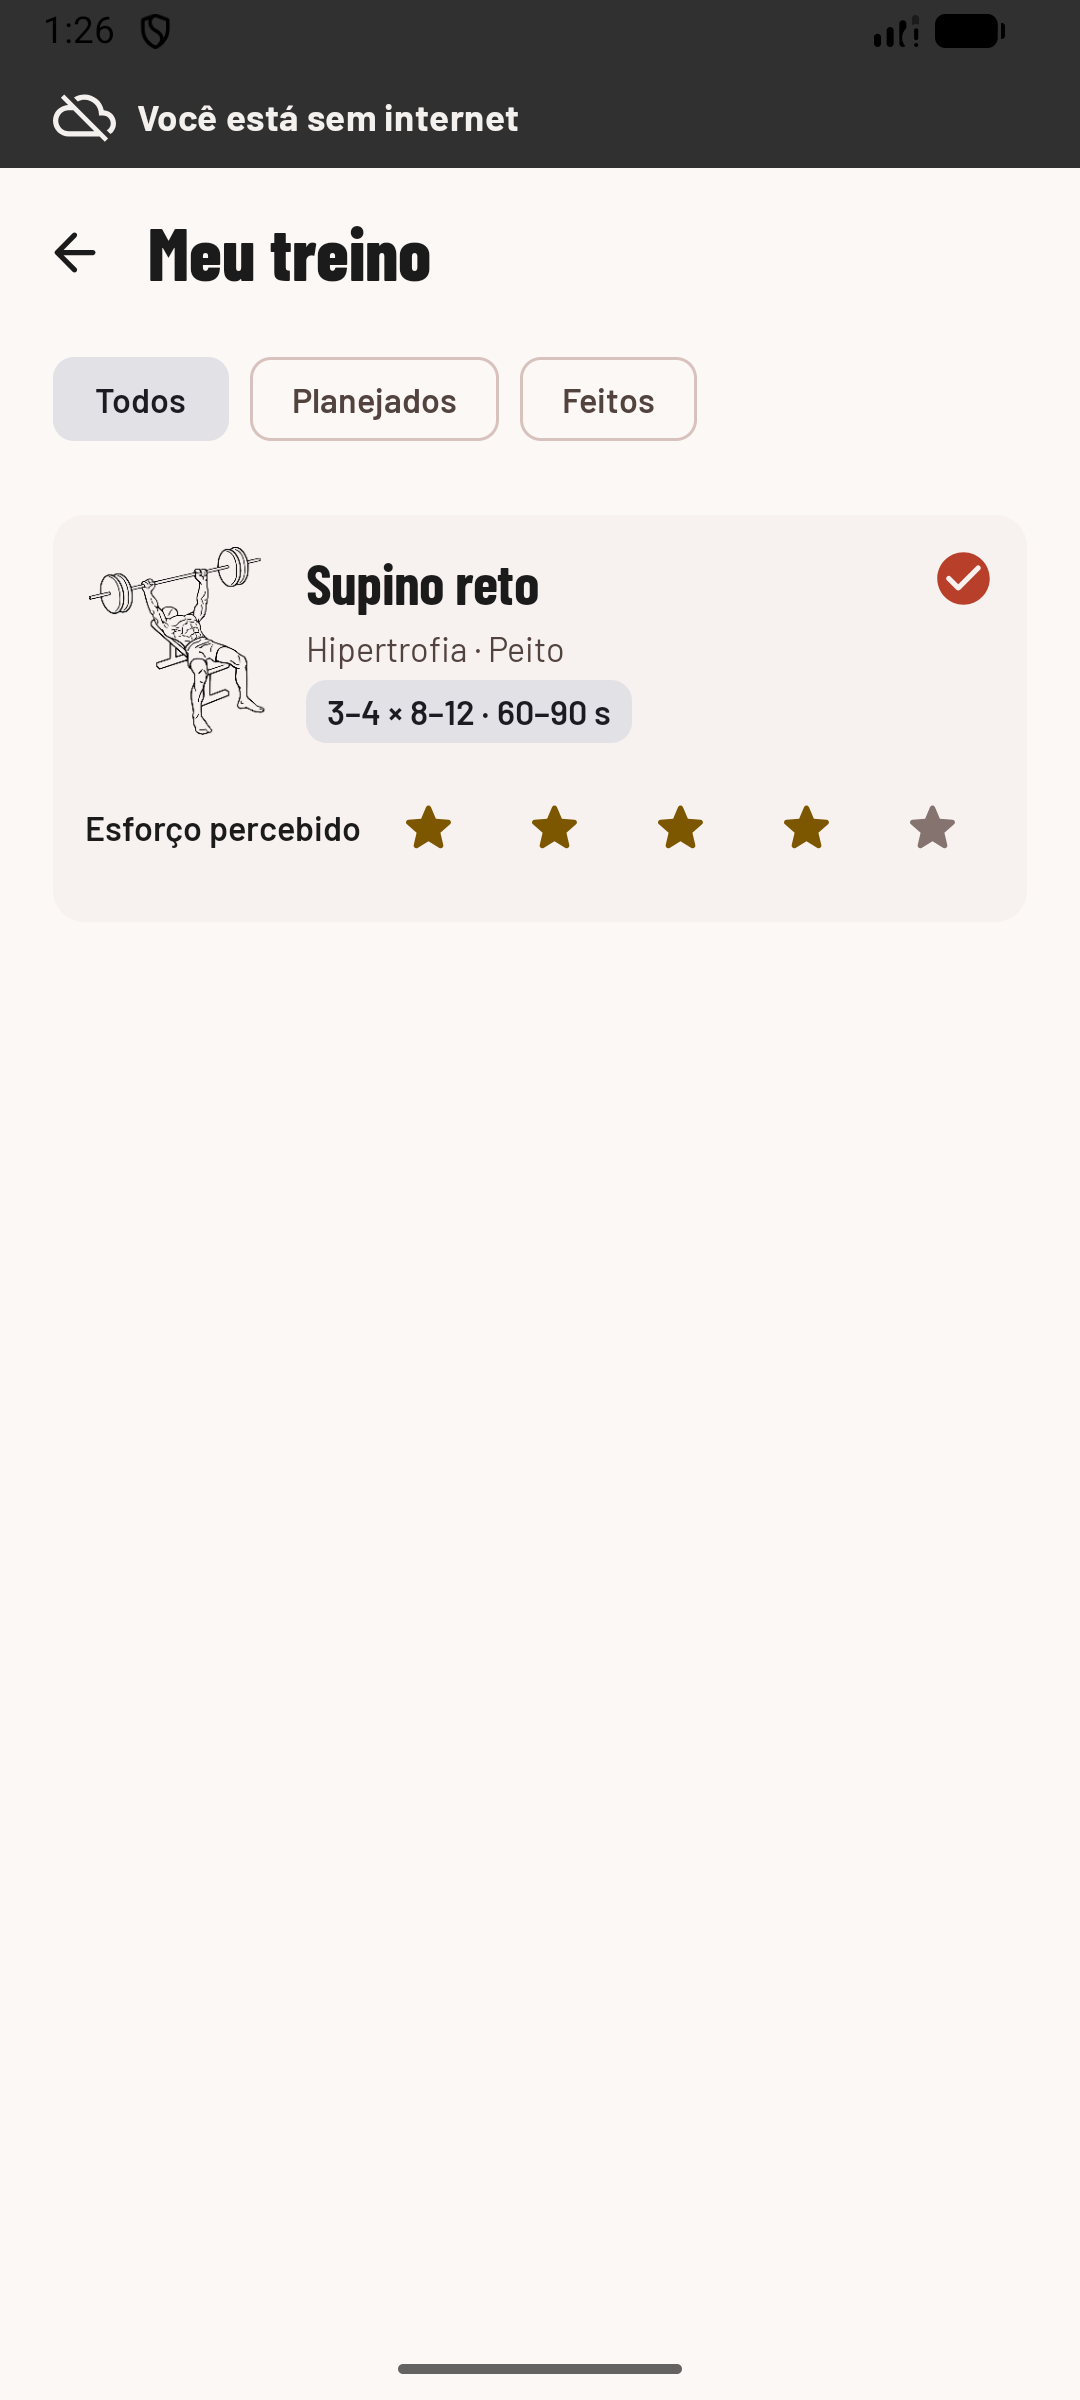 1:26
Você está sem internet
Meu treino
Todos
Planejados
Feitos
Supino reto
Hipertrofia · Peito
3–4 × 8–12 · 60–90 s
Esforço percebido